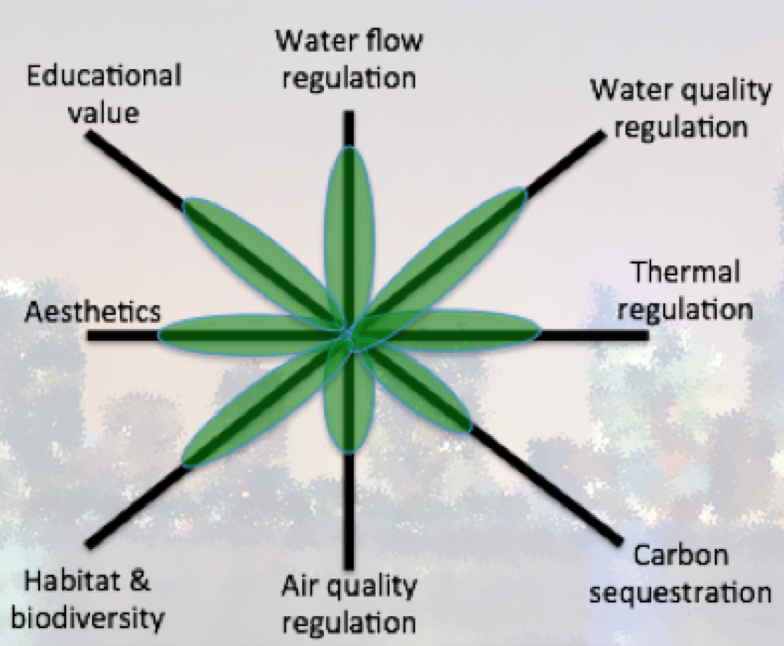 Water flow
regulation
Educational
value
Water quality
regulation
Thermal
regulation
Aesthetics
Carbon
sequestration
Habitat &
biodiversity
Air quality
regulation